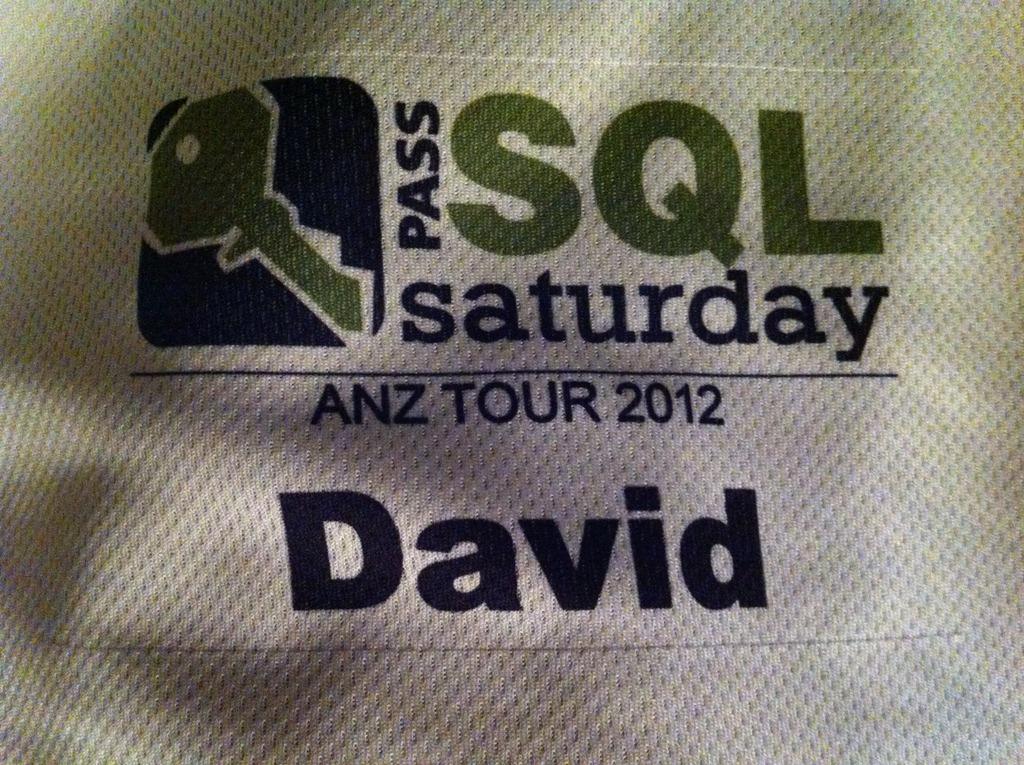 PASS
SQL
saturday
ANZ TOUR 2012
David